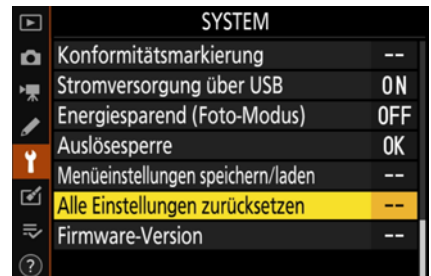 SYSTEM
Konformitätsmarkierung --
Stromversorgung über USB ON
Energiesparend (Foto-Modus) OFF
Auslösesperre OK
Menüeinstellungen speichern/laden --
Alle Einstellungen zurücksetzen --
Firmware-Version --
?